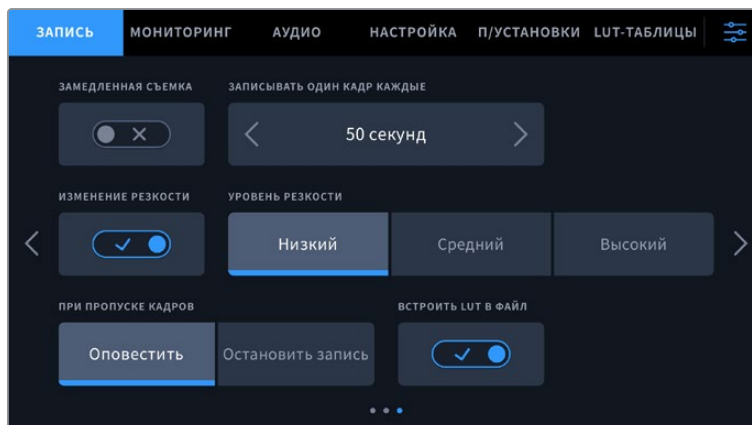 ЗАПИСЬ МОНИТОРИНГ АУДИО НАСТРОЙКА П/УСТАНОВКИ LUT-ТАБЛИЦЫ
ЗАМЕДЛЕННАЯ СЪЕМКА ЗАПИСЫВАТЬ ОДИН КАДР КАЖДЫЕ
50 секунд
ИЗМЕНЕНИЕ РЕЗКОСТИ УРОВЕНЬ РЕЗКОСТИ
Низкий Средний Высокий
ПРИ ПРОПУСКЕ КАДРОВ ВСТРОИТЬ LUT В ФАЙЛ
Оповестить Остановить запись